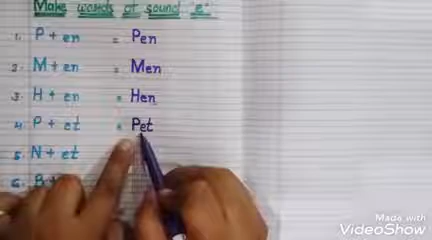 Make words of sound "e"
1. P + en = Pen
2. M + en = Men
3. H + en = Hen
4. P + et = Pet
5. N + et
6. B +
Made with
VideoShow